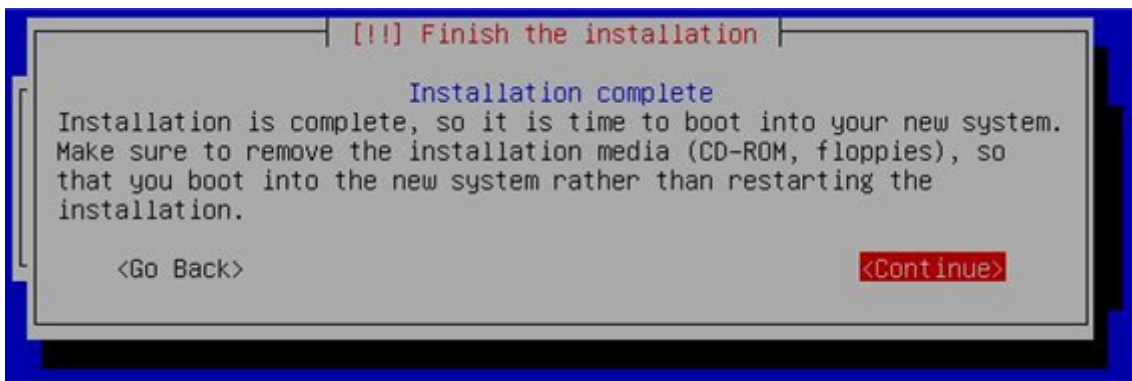 [!!] Finish the installation
Installation complete
Installation is complete, so it is time to boot into your new system.
Make sure to remove the installation media (CD-ROM, floppies), so
that you boot into the new system rather than restarting the
installation.
<Go Back> <Continue>